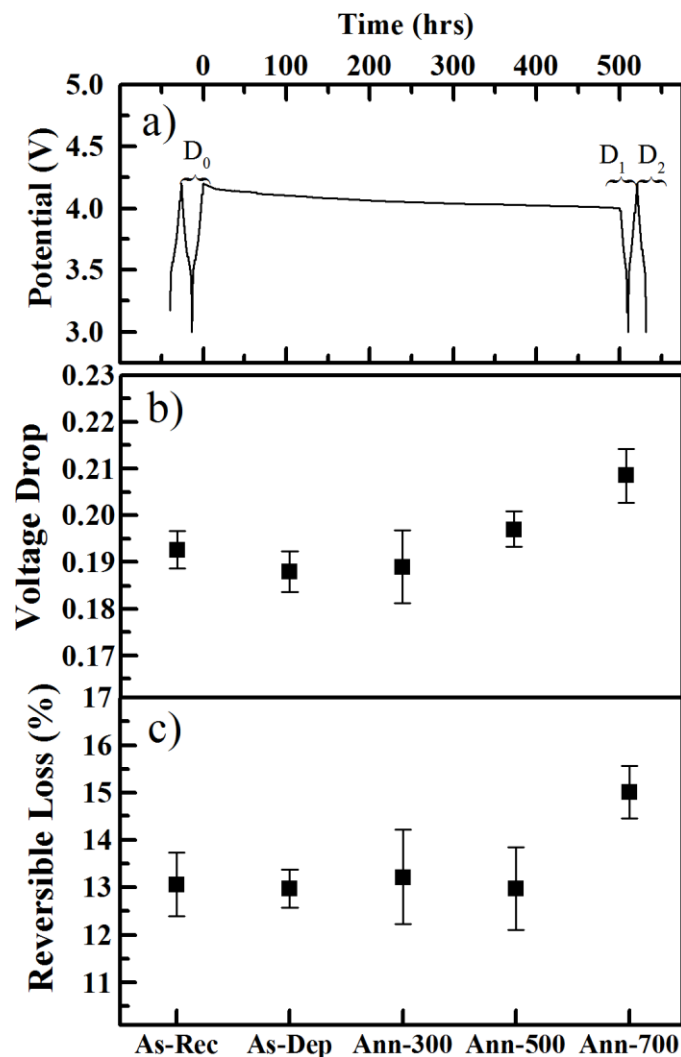 Time (hrs)
0 100 200 300 400 500
Potential (V)
5.0
4.5
4.0
3.5
3.0
a)
D₀
D₁ D₂
Voltage Drop
0.23
0.22
0.21
0.20
0.19
0.18
0.17
b)
Reversible Loss (%)
17
16
15
14
13
12
11
c)
As-Rec As-Dep Ann-300 Ann-500 Ann-700